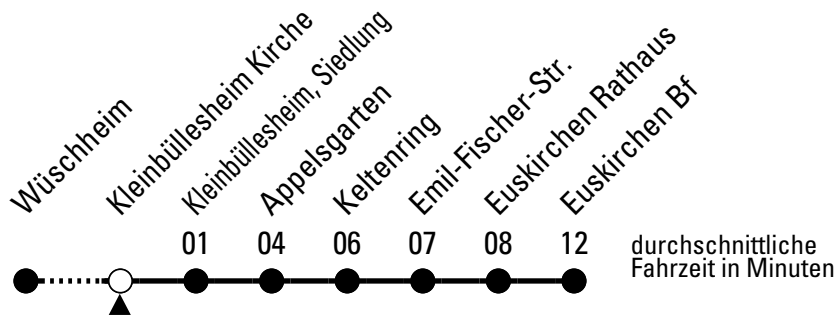 Wüschheim
Kleinbüllesheim Kirche
Kleinbüllesheim, Siedlung
Appelsgarten
Keltenring
Emil-Fischer-Str.
Euskirchen Rathaus
Euskirchen Bf
01 04 06 07 08 12
durchschnittliche
Fahrzeit in Minuten